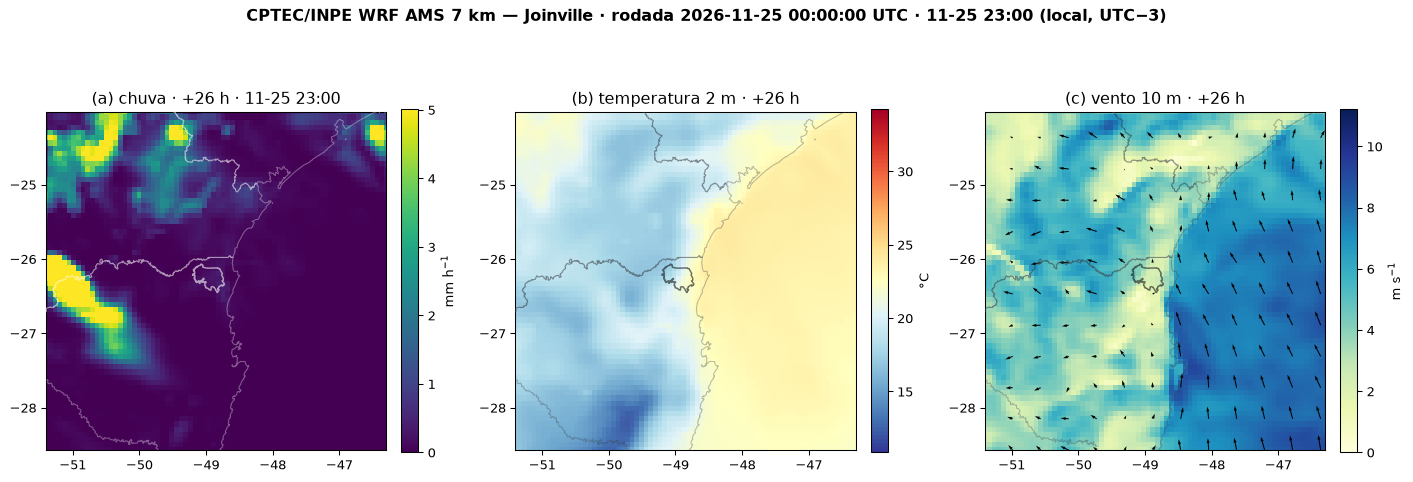 CPTEC/INPE WRF AMS 7 km — Joinville · rodada 2026-11-25 00:00:00 UTC · 11-25 23:00 (local, UTC−3)
(a) chuva · +26 h · 11-25 23:00
−25
−26
−27
−28
−51 −50 −49 −48 −47
5
4
3
2
1
0
mm h⁻¹
(b) temperatura 2 m · +26 h
−25
−26
−27
−28
−51 −50 −49 −48 −47
30
25
20
15
°C
(c) vento 10 m · +26 h
−25
−26
−27
−28
−51 −50 −49 −48 −47
10
8
6
4
2
0
m s⁻¹